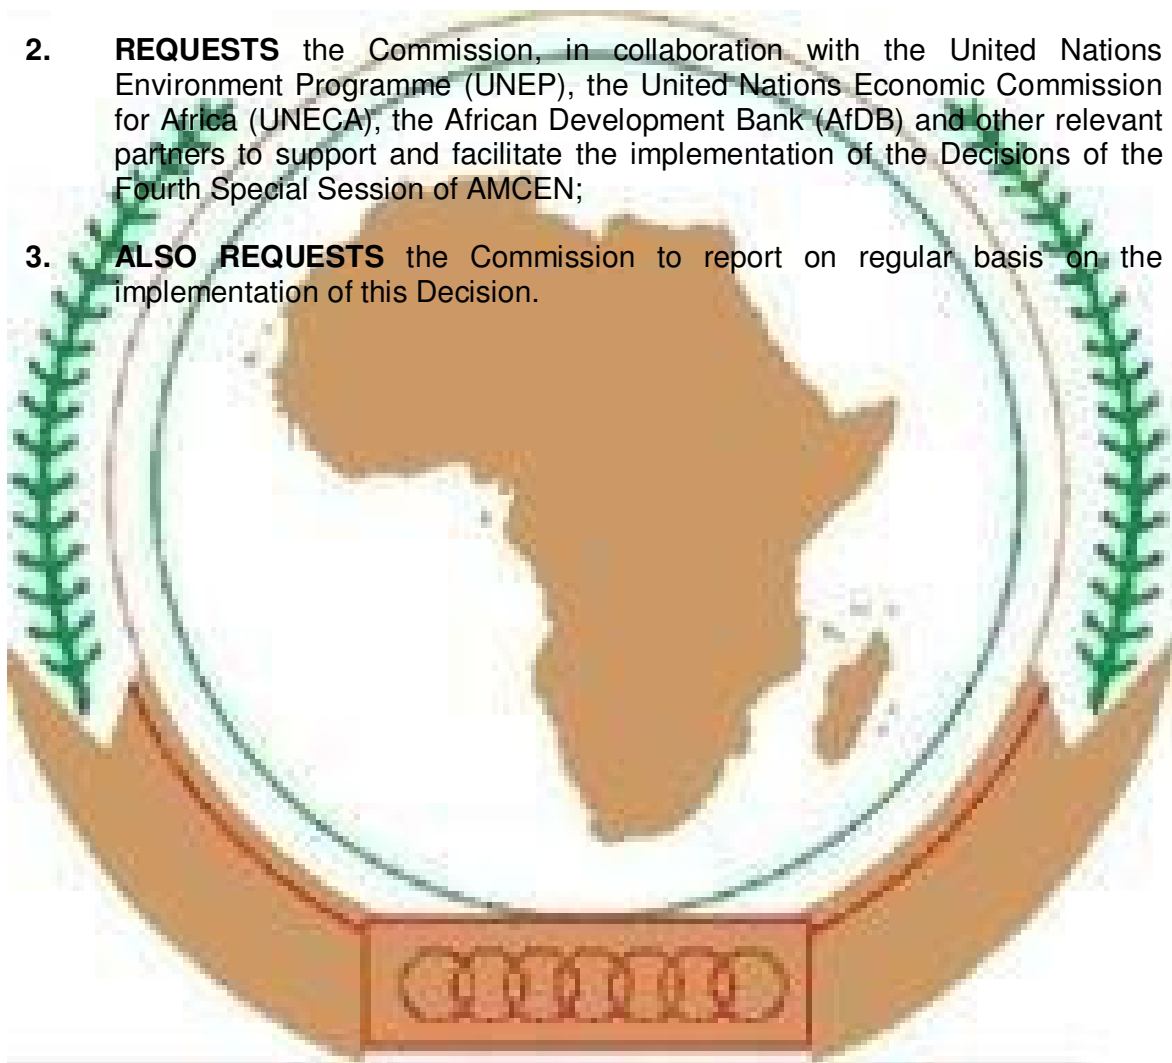 2. REQUESTS the Commission, in collaboration with the United Nations
Environment Programme (UNEP), the United Nations Economic Commission
for Africa (UNECA), the African Development Bank (AfDB) and other relevant
partners to support and facilitate the implementation of the Decisions of the
Fourth Special Session of AMCEN;
3. ALSO REQUESTS the Commission to report on regular basis on the
implementation of this Decision.